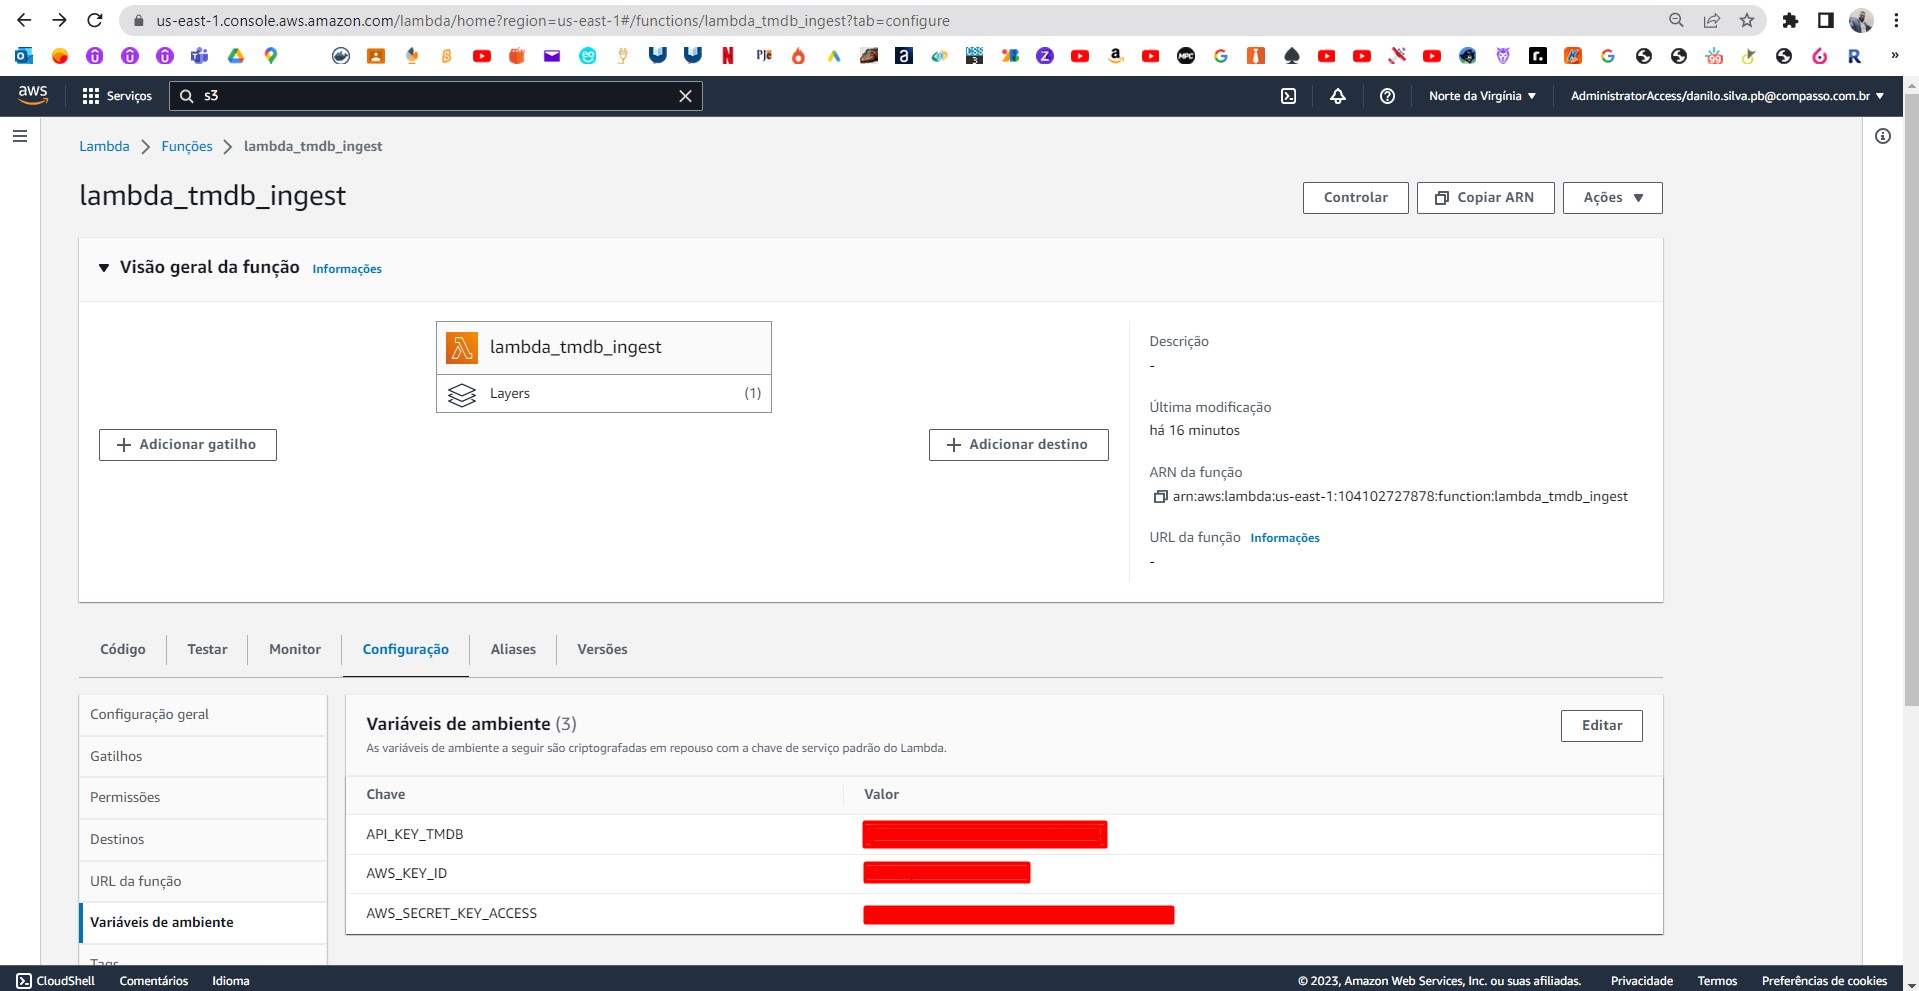 us-east-1.console.aws.amazon.com/lambda/home?region=us-east-1#/functions/lambda_tmdb_ingest?tab=configure
aws Serviços s3 Norte da Virgínia AdministratorAccess/danilo.silva.pb@compasso.com.br
Lambda Funções lambda_tmdb_ingest
lambda_tmdb_ingest
Controlar Copiar ARN Ações
Visão geral da função Informações
lambda_tmdb_ingest
Layers (1)
Adicionar gatilho
Adicionar destino
Descrição
-
Última modificação
há 16 minutos
ARN da função
arn:aws:lambda:us-east-1:104102727878:function:lambda_tmdb_ingest
URL da função Informações
-
Código Testar Monitor Configuração Aliases Versões
Configuração geral
Gatilhos
Permissões
Destinos
URL da função
Variáveis de ambiente
Tags
Variáveis de ambiente (3)
Editar
As variáveis de ambiente a seguir são criptografadas em repouso com a chave de serviço padrão do Lambda.
Chave Valor
API_KEY_TMDB
AWS_KEY_ID
AWS_SECRET_KEY_ACCESS
CloudShell Comentários Idioma © 2023, Amazon Web Services, Inc. ou suas afiliadas. Privacidade Termos Preferências de cookies